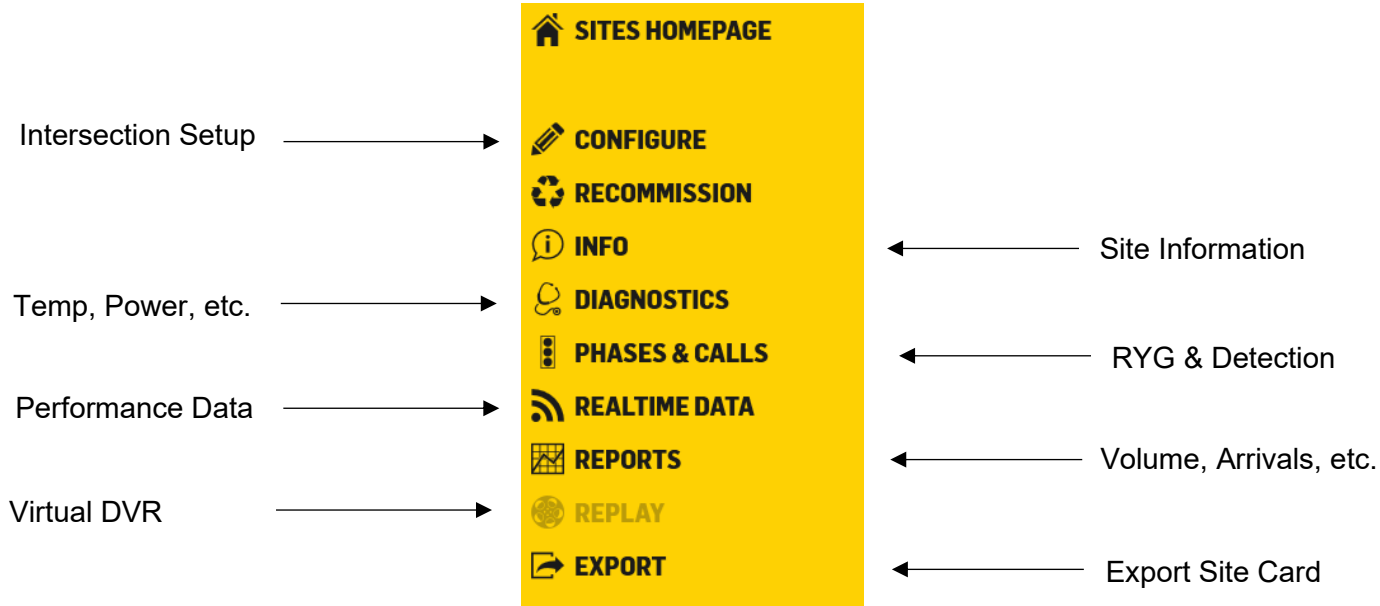 SITES HOMEPAGE
Intersection Setup
CONFIGURE
RECOMMISSION
INFO
Site Information
Temp, Power, etc.
DIAGNOSTICS
PHASES & CALLS
RYG & Detection
Performance Data
REALTIME DATA
REPORTS
Volume, Arrivals, etc.
Virtual DVR
REPLAY
EXPORT
Export Site Card